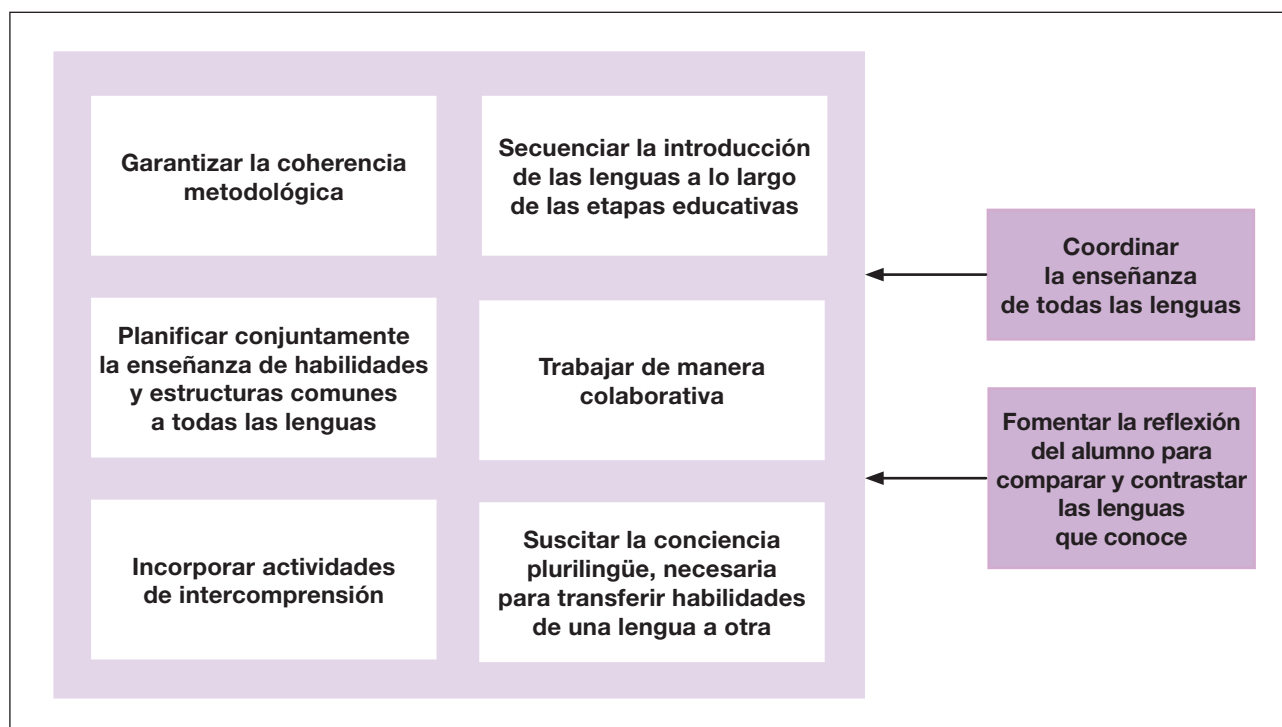 Garantizar la coherencia
metodológica
Secuenciar la introducción
de las lenguas a lo largo
de las etapas educativas
Planificar conjuntamente
la enseñanza de habilidades
y estructuras comunes
a todas las lenguas
Trabajar de manera
colaborativa
Incorporar actividades
de intercomprensión
Suscitar la conciencia
plurilingüe, necesaria
para transferir habilidades
de una lengua a otra
Coordinar
la enseñanza
de todas las lenguas
Fomentar la reflexión
del alumno para
comparar y contrastar
las lenguas
que conoce